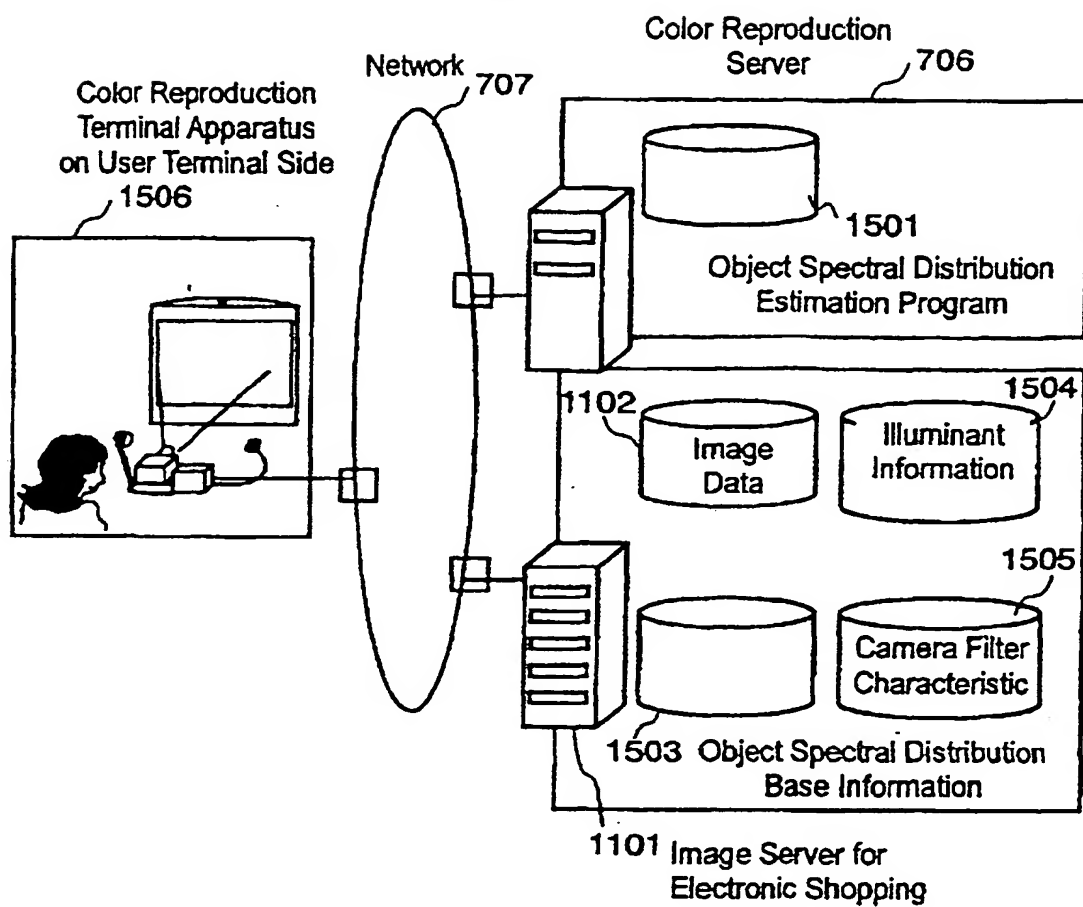 Color Reproduction
Server
706
Network
707
Color Reproduction
Terminal Apparatus
on User Terminal Side
1506
1501
Object Spectral Distribution
Estimation Program
1102
Image
Data
1504
Illuminant
Information
1505
Camera Filter
Characteristic
1503 Object Spectral Distribution
Base Information
1101 Image Server for
Electronic Shopping